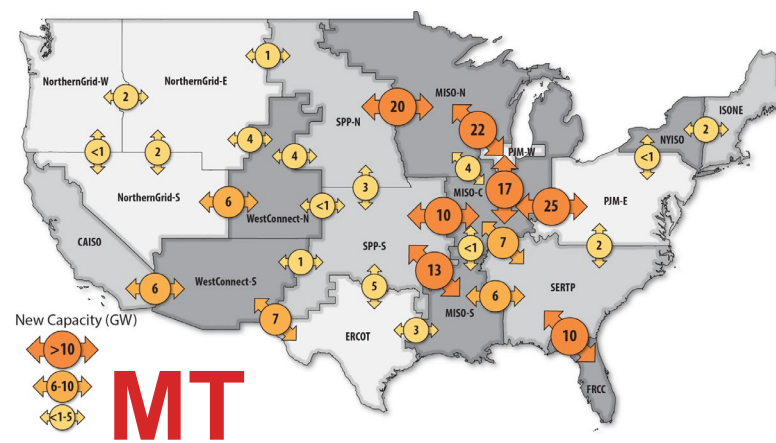 1
NorthernGrid-W
NorthernGrid-E
MISO-N
2
20
SPP-N
ISONE
22
NYISO
2
<1
2
4
4
PJM-W
<1
4
3
MISO-C
17
NorthernGrid-S
6
<1
25
PJM-E
WestConnect-N
10
CAISO
SPP-S
<1
7
2
1
13
WestConnect-S
6
5
6
SERTP
MISO-S
New Capacity (GW)
7
ERCOT
3
10
>10
6-10
<1-5
FRCC
MT